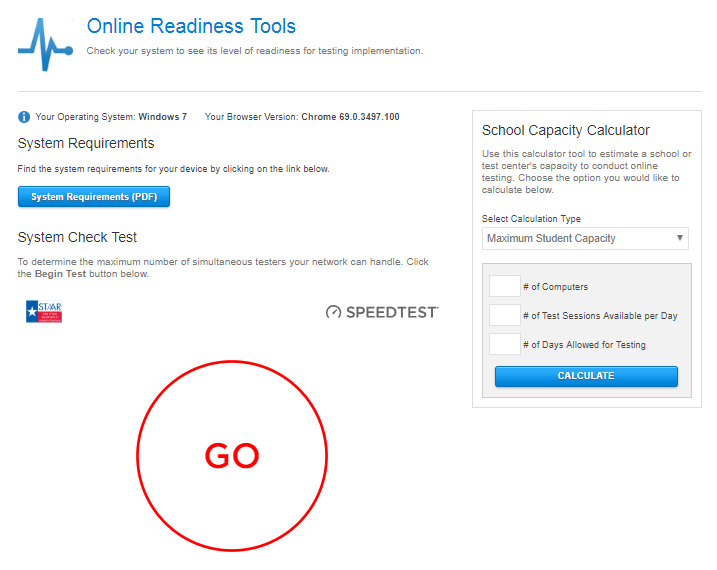 Online Readiness Tools
Check your system to see its level of readiness for testing implementation.
Your Operating System: Windows 7 Your Browser Version: Chrome 69.0.3497.100
System Requirements
Find the system requirements for your device by clicking on the link below.
System Requirements (PDF)
System Check Test
To determine the maximum number of simultaneous testers your network can handle. Click
the Begin Test button below.
STAAR
SPEEDTEST
GO
School Capacity Calculator
Use this calculator tool to estimate a school or
test center's capacity to conduct online
testing. Choose the option you would like to
calculate below.
Select Calculation Type
Maximum Student Capacity
# of Computers
# of Test Sessions Available per Day
# of Days Allowed for Testing
CALCULATE